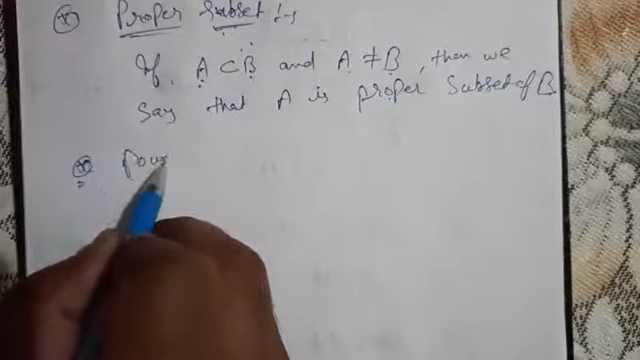 Proper Subset :-
If, A ⊂ B and A ≠ B, then we
Say that A is proper Subset of B
Pow